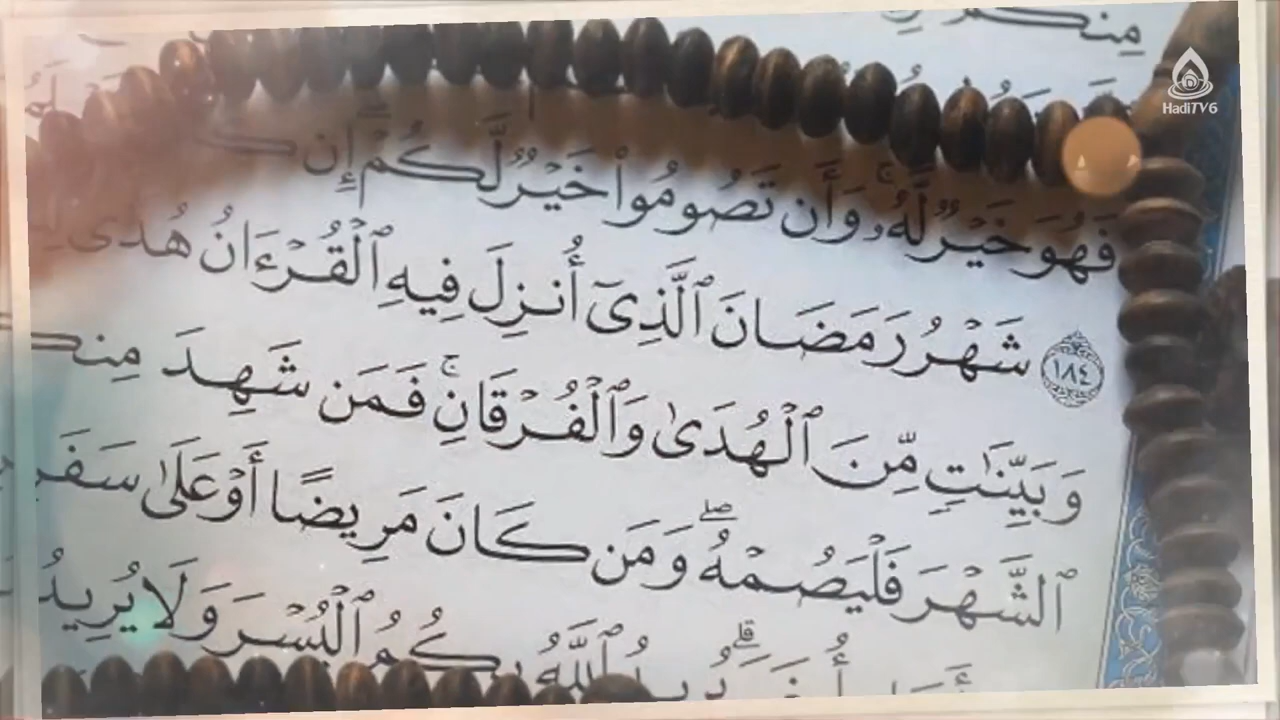 مِنكُم
HadiTV6
فَهُوَ خَيْرٌ لَّهُۥ ۚ وَأَن تَصُومُوا۟ خَيْرٌ لَّكُمْ ۖ إِن
١٨٤ شَهْرُ رَمَضَانَ ٱلَّذِىٓ أُنزِلَ فِيهِ ٱلْقُرْءَانُ هُدًى
وَبَيِّنَـٰتٍ مِّنَ ٱلْهُدَىٰ وَٱلْفُرْقَانِ ۚ فَمَن شَهِدَ
ٱلشَّهْرَ فَلْيَصُمْهُ ۖ وَمَن كَانَ مَرِيضًا أَوْ عَلَىٰ
ٱللَّهُ بِكُمُ ٱلْيُسْرَ وَلَا يُرِيدُ